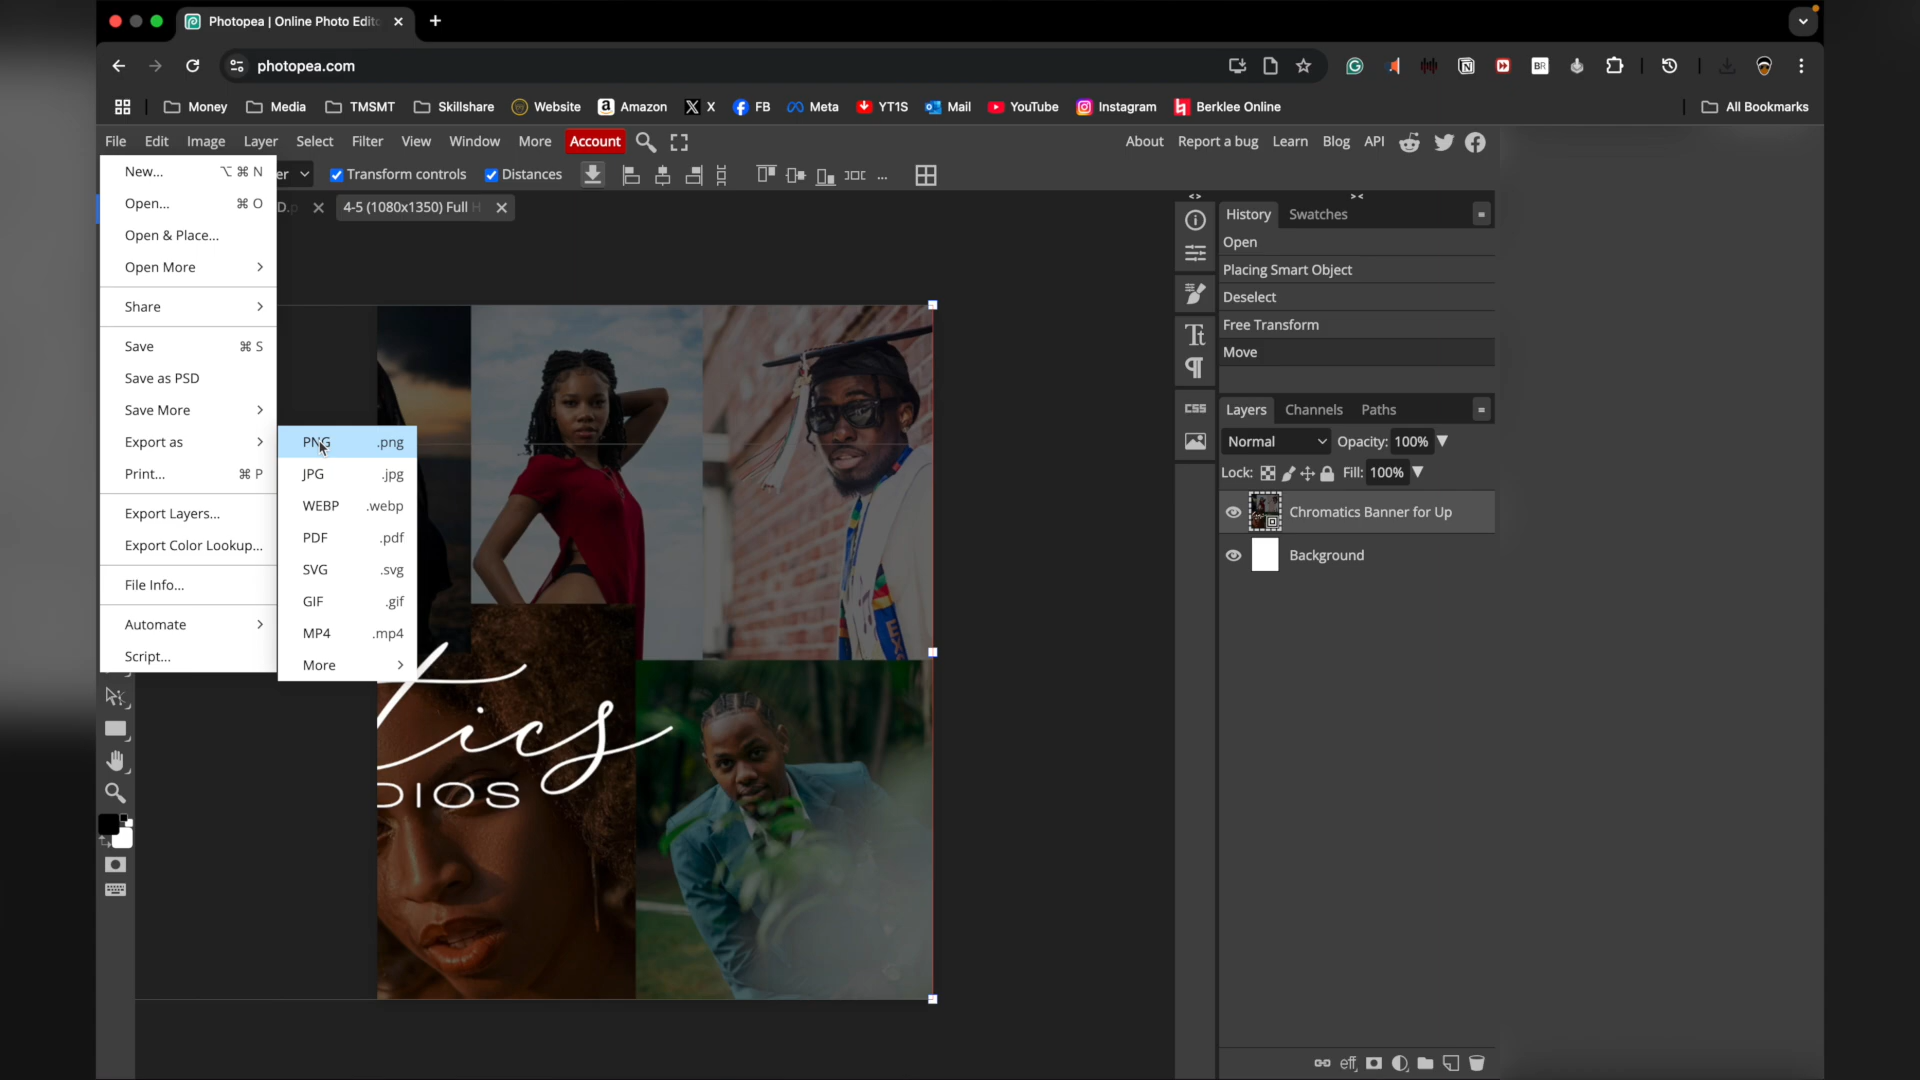 Photopea | Online Photo Edito
photopea.com
Money
Media
TMSMT
Skillshare
Website
Amazon
X
FB
Meta
YT1S
Mail
YouTube
Instagram
Berklee Online
All Bookmarks
File Edit Image Layer Select Filter View Window More Account
About Report a bug Learn Blog API
Transform controls
Distances
4-5 (1080x1350) Full H
New... ⌥ ⌘ N
Open... ⌘ O
Open & Place...
Open More
Share
Save ⌘ S
Save as PSD
Save More
Export as
Print... ⌘ P
Export Layers...
Export Color Lookup...
File Info...
Automate
Script...
PNG .png
JPG .jpg
WEBP .webp
PDF .pdf
SVG .svg
GIF .gif
MP4 .mp4
More
tics
DIOS
History Swatches
Open
Placing Smart Object
Deselect
Free Transform
Move
CSS
Layers Channels Paths
Normal Opacity: 100%
Lock: Fill: 100%
Chromatics Banner for Up
Background
eff